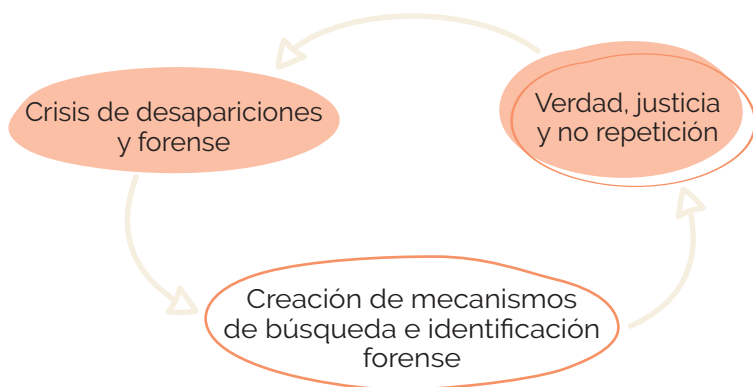 Crisis de desapariciones
y forense
Verdad, justicia
y no repetición
Creación de mecanismos
de búsqueda e identificación
forense